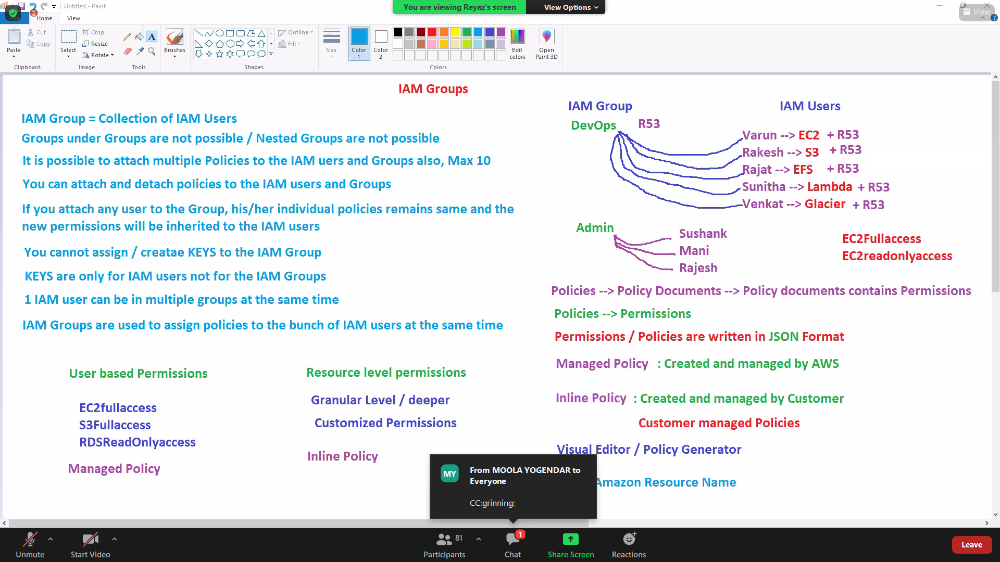 Untitled - Paint
You are viewing Reyaz's screen
View Options
View
File
Home
View
Paste
Cut
Copy
Clipboard
Select
Crop
Resize
Rotate
Image
A
Tools
Brushes
Shapes
Outline
Fill
Size
Color
1
Color
2
Edit
colors
Colors
Open
Paint 3D
IAM Groups
IAM Group = Collection of IAM Users
Groups under Groups are not possible / Nested Groups are not possible
It is possible to attach multiple Policies to the IAM uers and Groups also, Max 10
You can attach and detach policies to the IAM users and Groups
If you attach any user to the Group, his/her individual policies remains same and the
new permissions will be inherited to the IAM users
You cannot assign / creatae KEYS to the IAM Group
KEYS are only for IAM users not for the IAM Groups
1 IAM user can be in multiple groups at the same time
IAM Groups are used to assign policies to the bunch of IAM users at the same time
User based Permissions
EC2fullaccess
S3Fullaccess
RDSReadOnlyaccess
Managed Policy
Resource level permissions
Granular Level / deeper
Customized Permissions
Inline Policy
IAM Group
IAM Users
DevOps
R53
Varun --> EC2 + R53
Rakesh --> S3 + R53
Rajat --> EFS + R53
Sunitha --> Lambda + R53
Venkat --> Glacier + R53
Admin
Sushank
Mani
Rajesh
EC2Fullaccess
EC2readonlyaccess
Policies --> Policy Documents --> Policy documents contains Permissions
Policies --> Permissions
Permissions / Policies are written in JSON Format
Managed Policy : Created and managed by AWS
Inline Policy : Created and managed by Customer
Customer managed Policies
Visual Editor / Policy Generator
Amazon Resource Name
MY
From MOOLA YOGENDAR to
Everyone
CC:grinning:
Unmute
Start Video
81
Participants
1
Chat
Share Screen
Reactions
Leave